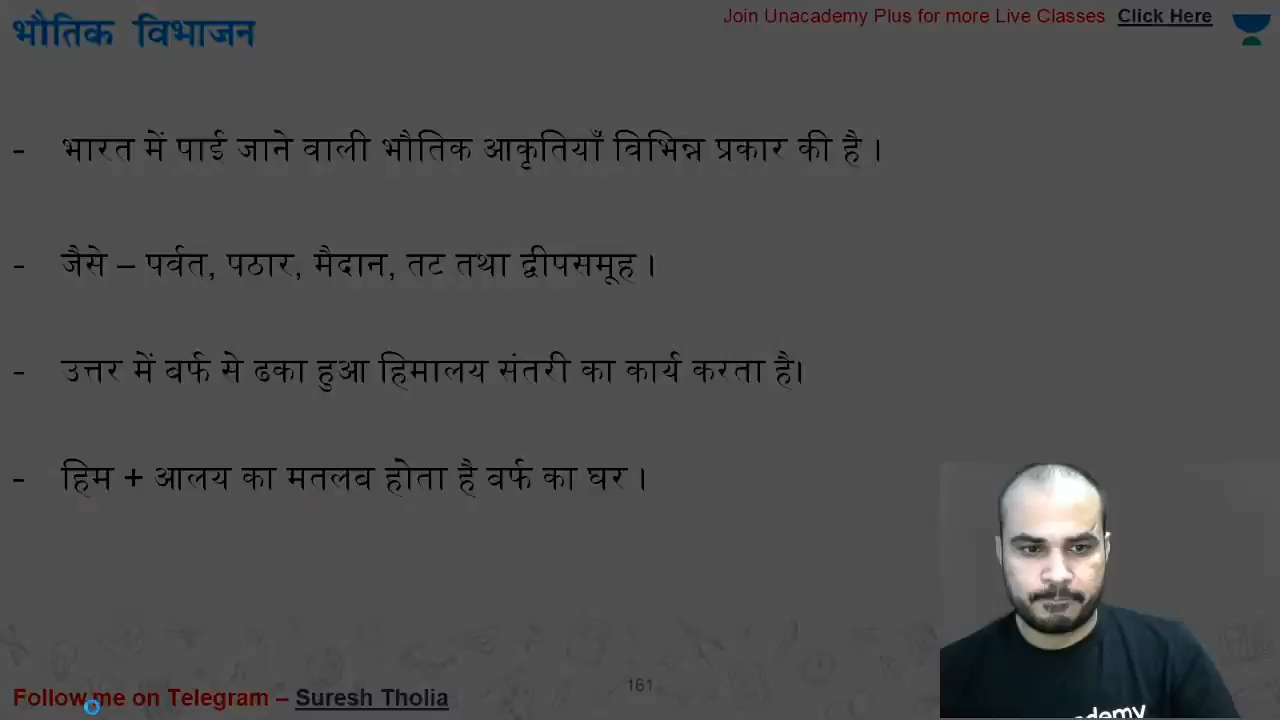 भौतिक विभाजन
Join Unacademy Plus for more Live Classes Click Here
- भारत में पाई जाने वाली भौतिक आकृतियाँ विभिन्न प्रकार की है ।
- जैसे – पर्वत, पठार, मैदान, तट तथा द्वीपसमूह ।
- उत्तर में बर्फ से ढका हुआ हिमालय संतरी का कार्य करता है।
- हिम + आलय का मतलब होता है बर्फ का घर ।
161
Follow me on Telegram – Suresh Tholia